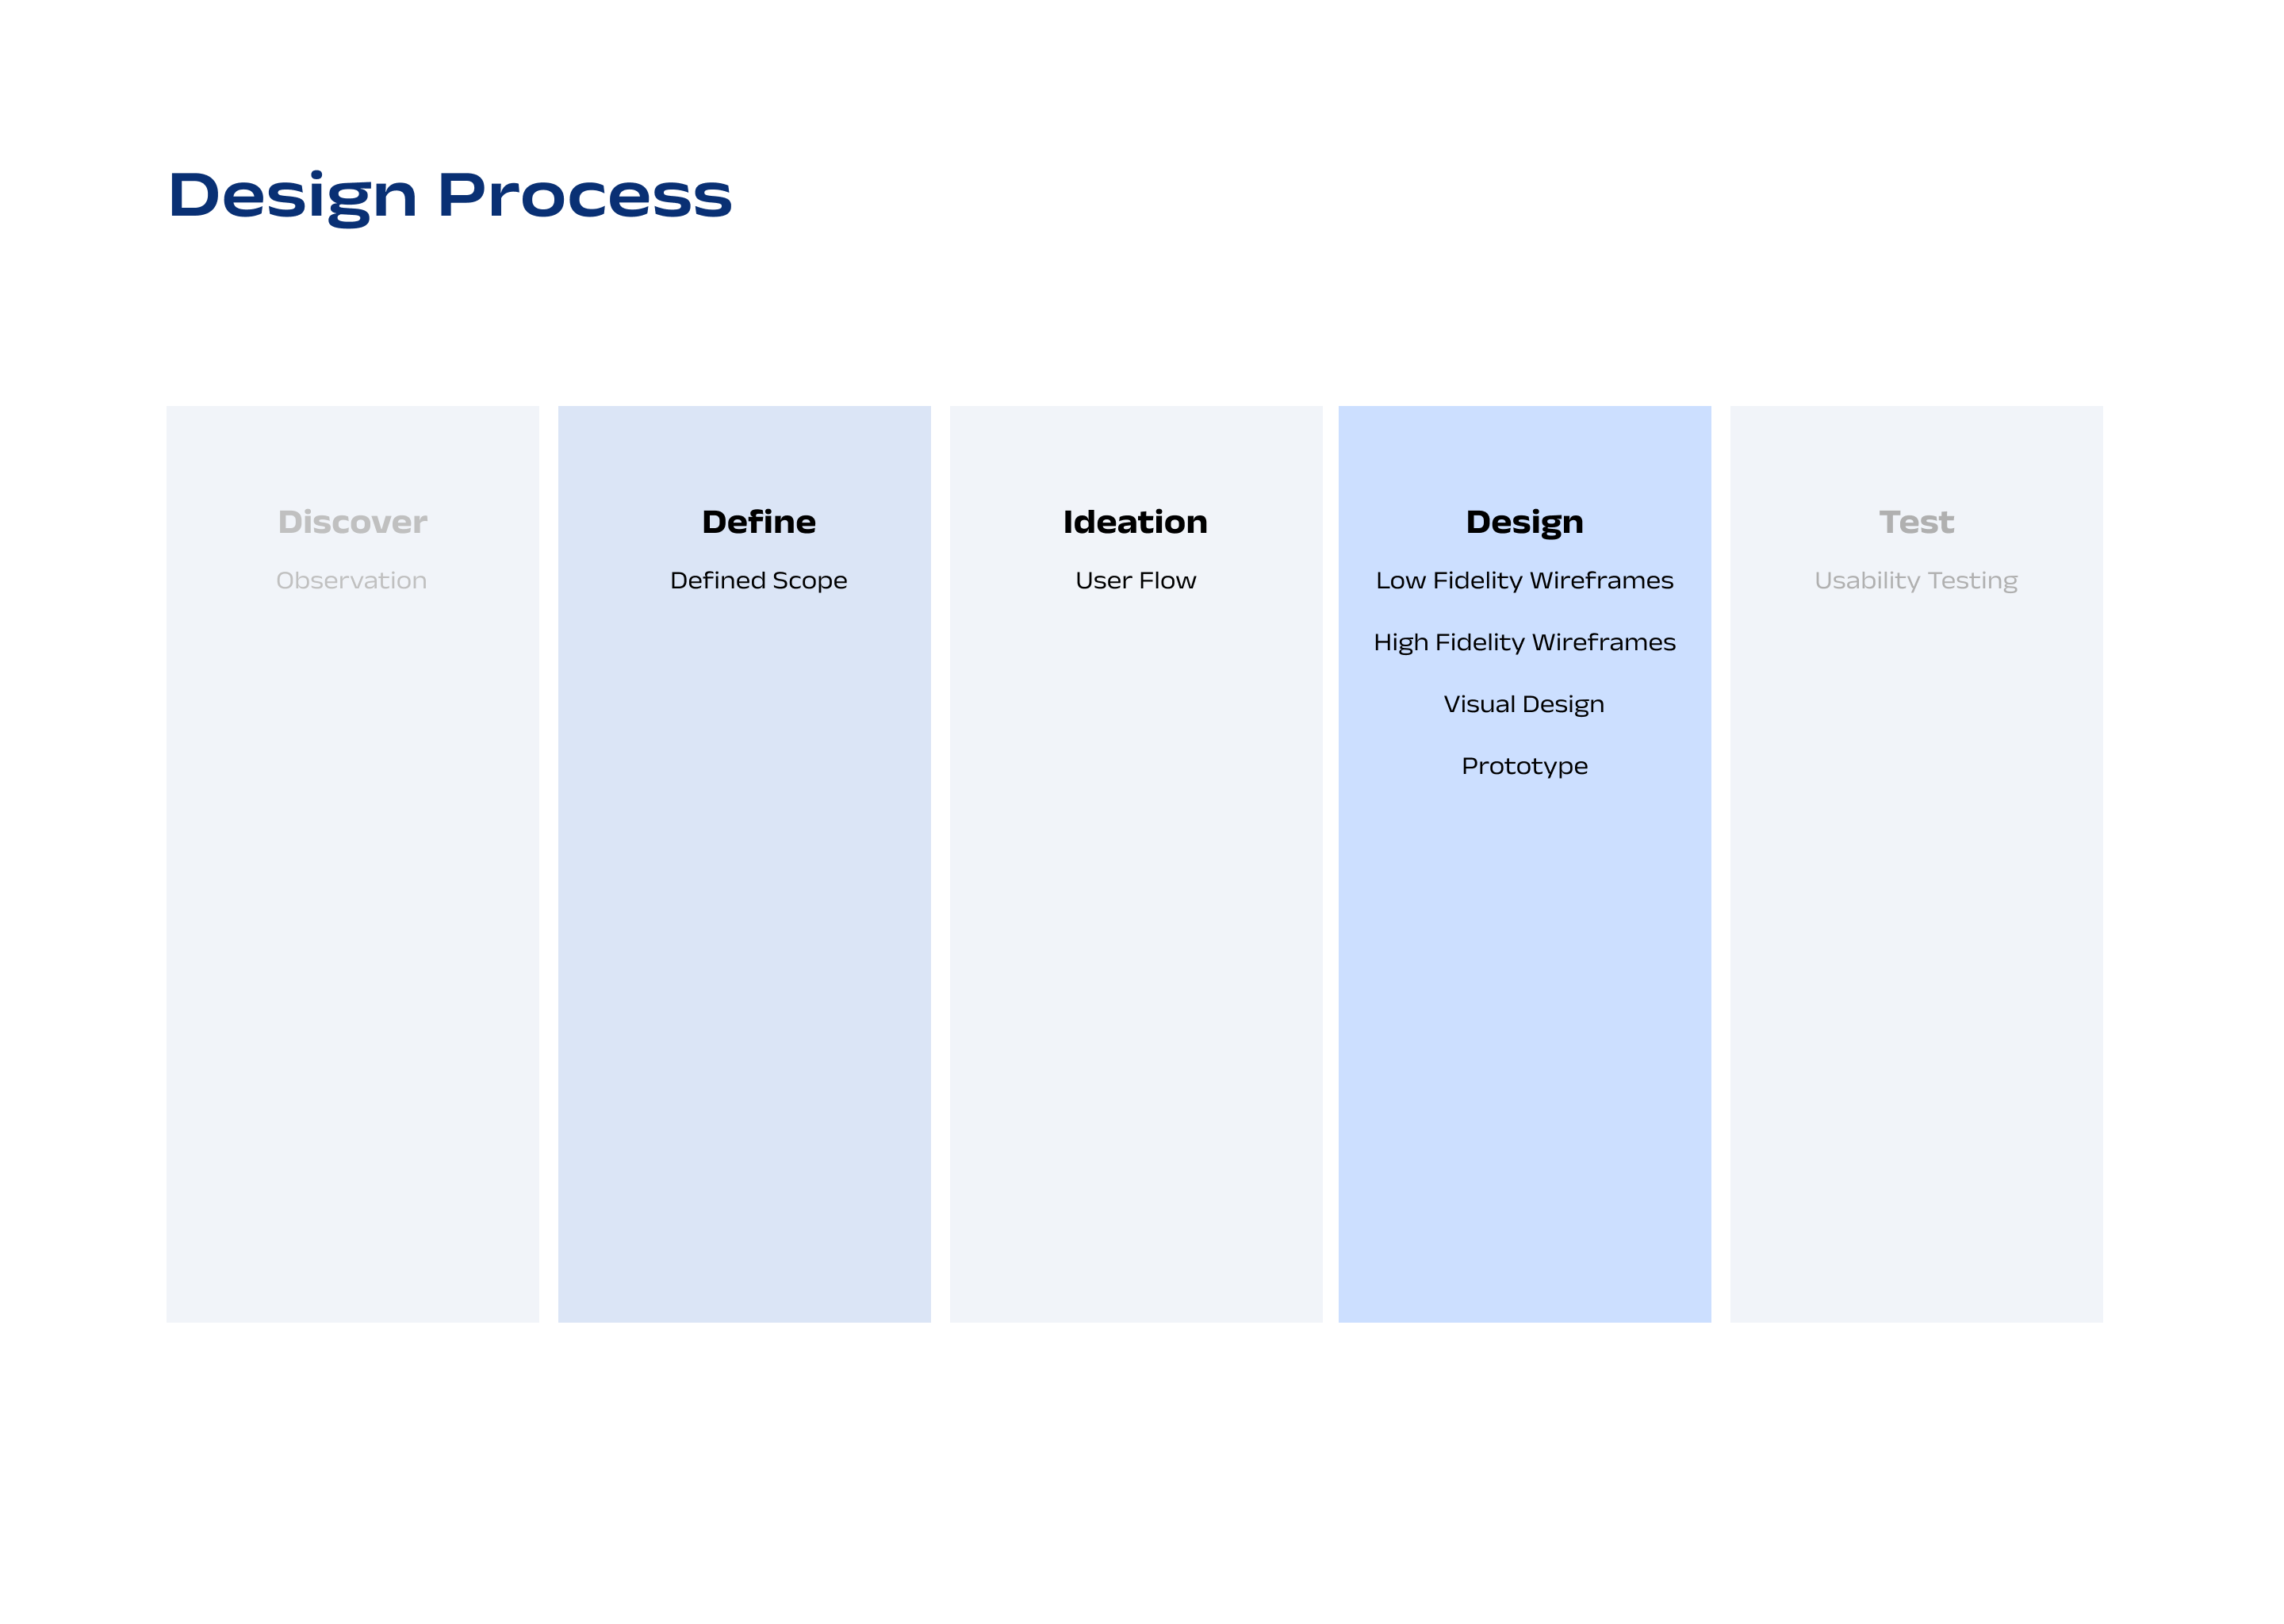 Design Process
Discover
Observation
Define
Defined Scope
Ideation
User Flow
Design
Low Fidelity Wireframes
High Fidelity Wireframes
Visual Design
Prototype
Test
Usability Testing